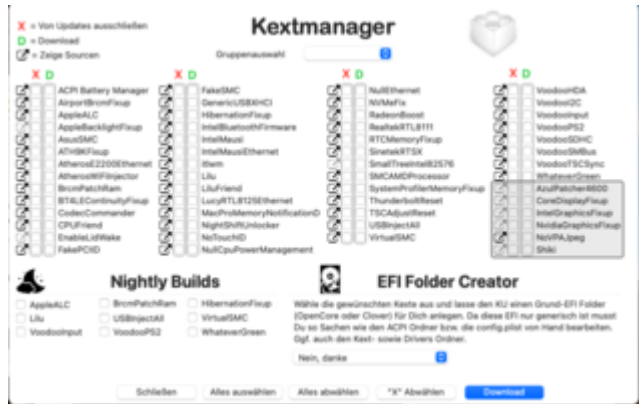 X = Von Updates ausschließen
D = Download
= Zeige Sourcen
Kextmanager
Gruppenauswahl
X D
ACPI Battery Manager
AirportBrcmFixup
AppleALC
AppleBacklightFixup
AsusSMC
ATH9KFixup
AtherosE2200Ethernet
AtherosWiFiInjector
BrcmPatchRam
BT4LEContinuityFixup
CodecCommander
CPUFriend
EnableLidWake
FakePCIID
X D
FakeSMC
GenericUSBXHCI
HibernationFixup
IntelBluetoothFirmware
IntelMausi
IntelMausiEthernet
itlwm
Lilu
LiluFriend
LucyRTL8125Ethernet
MacProMemoryNotificationD
NightShiftUnlocker
NoTouchID
NullCpuPowerManagement
X D
NullEthernet
NVMeFix
RadeonBoost
RealtekRTL8111
RTCMemoryFixup
SinetekRTSX
SmallTreeIntel82576
SMCAMDProcessor
SystemProfilerMemoryFixup
ThunderboltReset
TSCAdjustReset
USBInjectAll
VirtualSMC
X D
VoodooHDA
VoodooI2C
VoodooInput
VoodooPS2
VoodooSDHC
VoodooSMBus
VoodooTSCSync
WhateverGreen
AzulPatcher4600
CoreDisplayFixup
IntelGraphicsFixup
NvidiaGraphicsFixup
NoVPAJpeg
Shiki
Nightly Builds
AppleALC
BrcmPatchRam
HibernationFixup
Lilu
USBInjectAll
VirtualSMC
VoodooInput
VoodooPS2
WhateverGreen
EFI Folder Creator
Wähle die gewünschten Kexte aus und lasse den KU einen Grund-EFI Folder
(OpenCore oder Clover) für Dich anlegen. Da diese EFI nur generisch ist musst
Du so Sachen wie den ACPI Ordner bzw. die config.plist von Hand bearbeiten.
Ggf. auch den Kext- sowie Drivers Ordner.
Nein, danke
Schließen
Alles auswählen
Alles abwählen
"X" Abwählen
Download